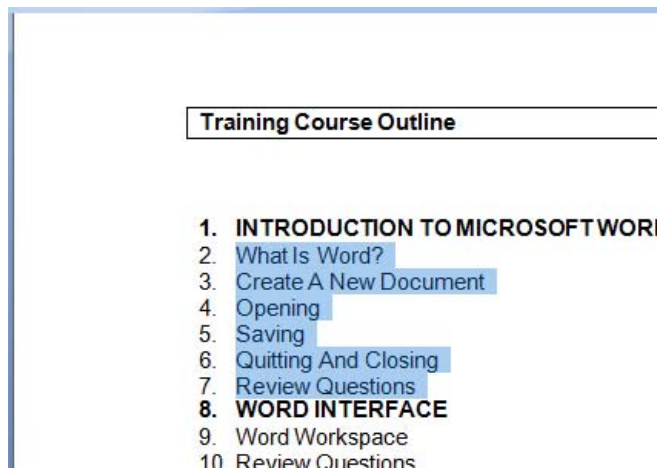 Training Course Outline
1. INTRODUCTION TO MICROSOFT WOR
2. What Is Word?
3. Create A New Document
4. Opening
5. Saving
6. Quitting And Closing
7. Review Questions
8. WORD INTERFACE
9. Word Workspace
10. Review Questions